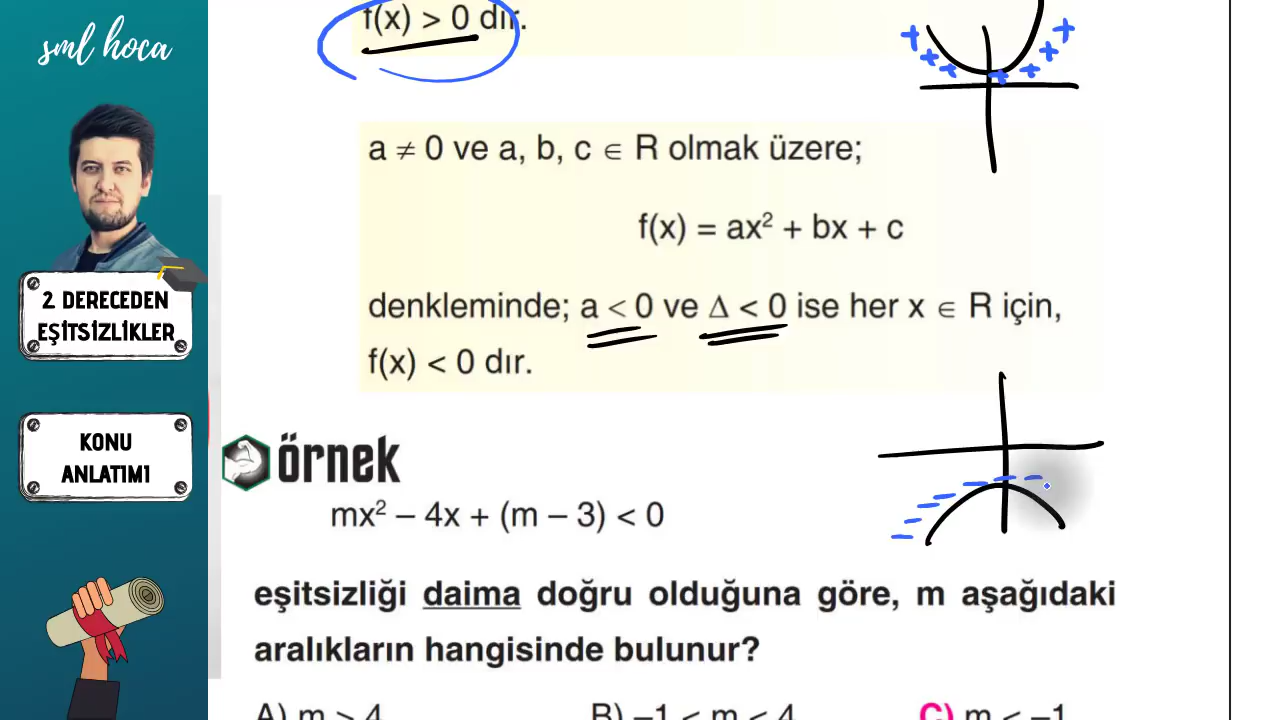 sml hoca
2. DERECEDEN
EŞİTSİZLİKLER
KONU
ANLATIMI
f(x) > 0 dır.
a ≠ 0 ve a, b, c ∈ R olmak üzere;
f(x) = ax² + bx + c
denkleminde; a < 0 ve Δ < 0 ise her x ∈ R için,
f(x) < 0 dır.
örnek
mx² – 4x + (m – 3) < 0
eşitsizliği daima doğru olduğuna göre, m aşağıdaki
aralıkların hangisinde bulunur?
A) m > 4 B) –1 < m < 4 C) m < –1